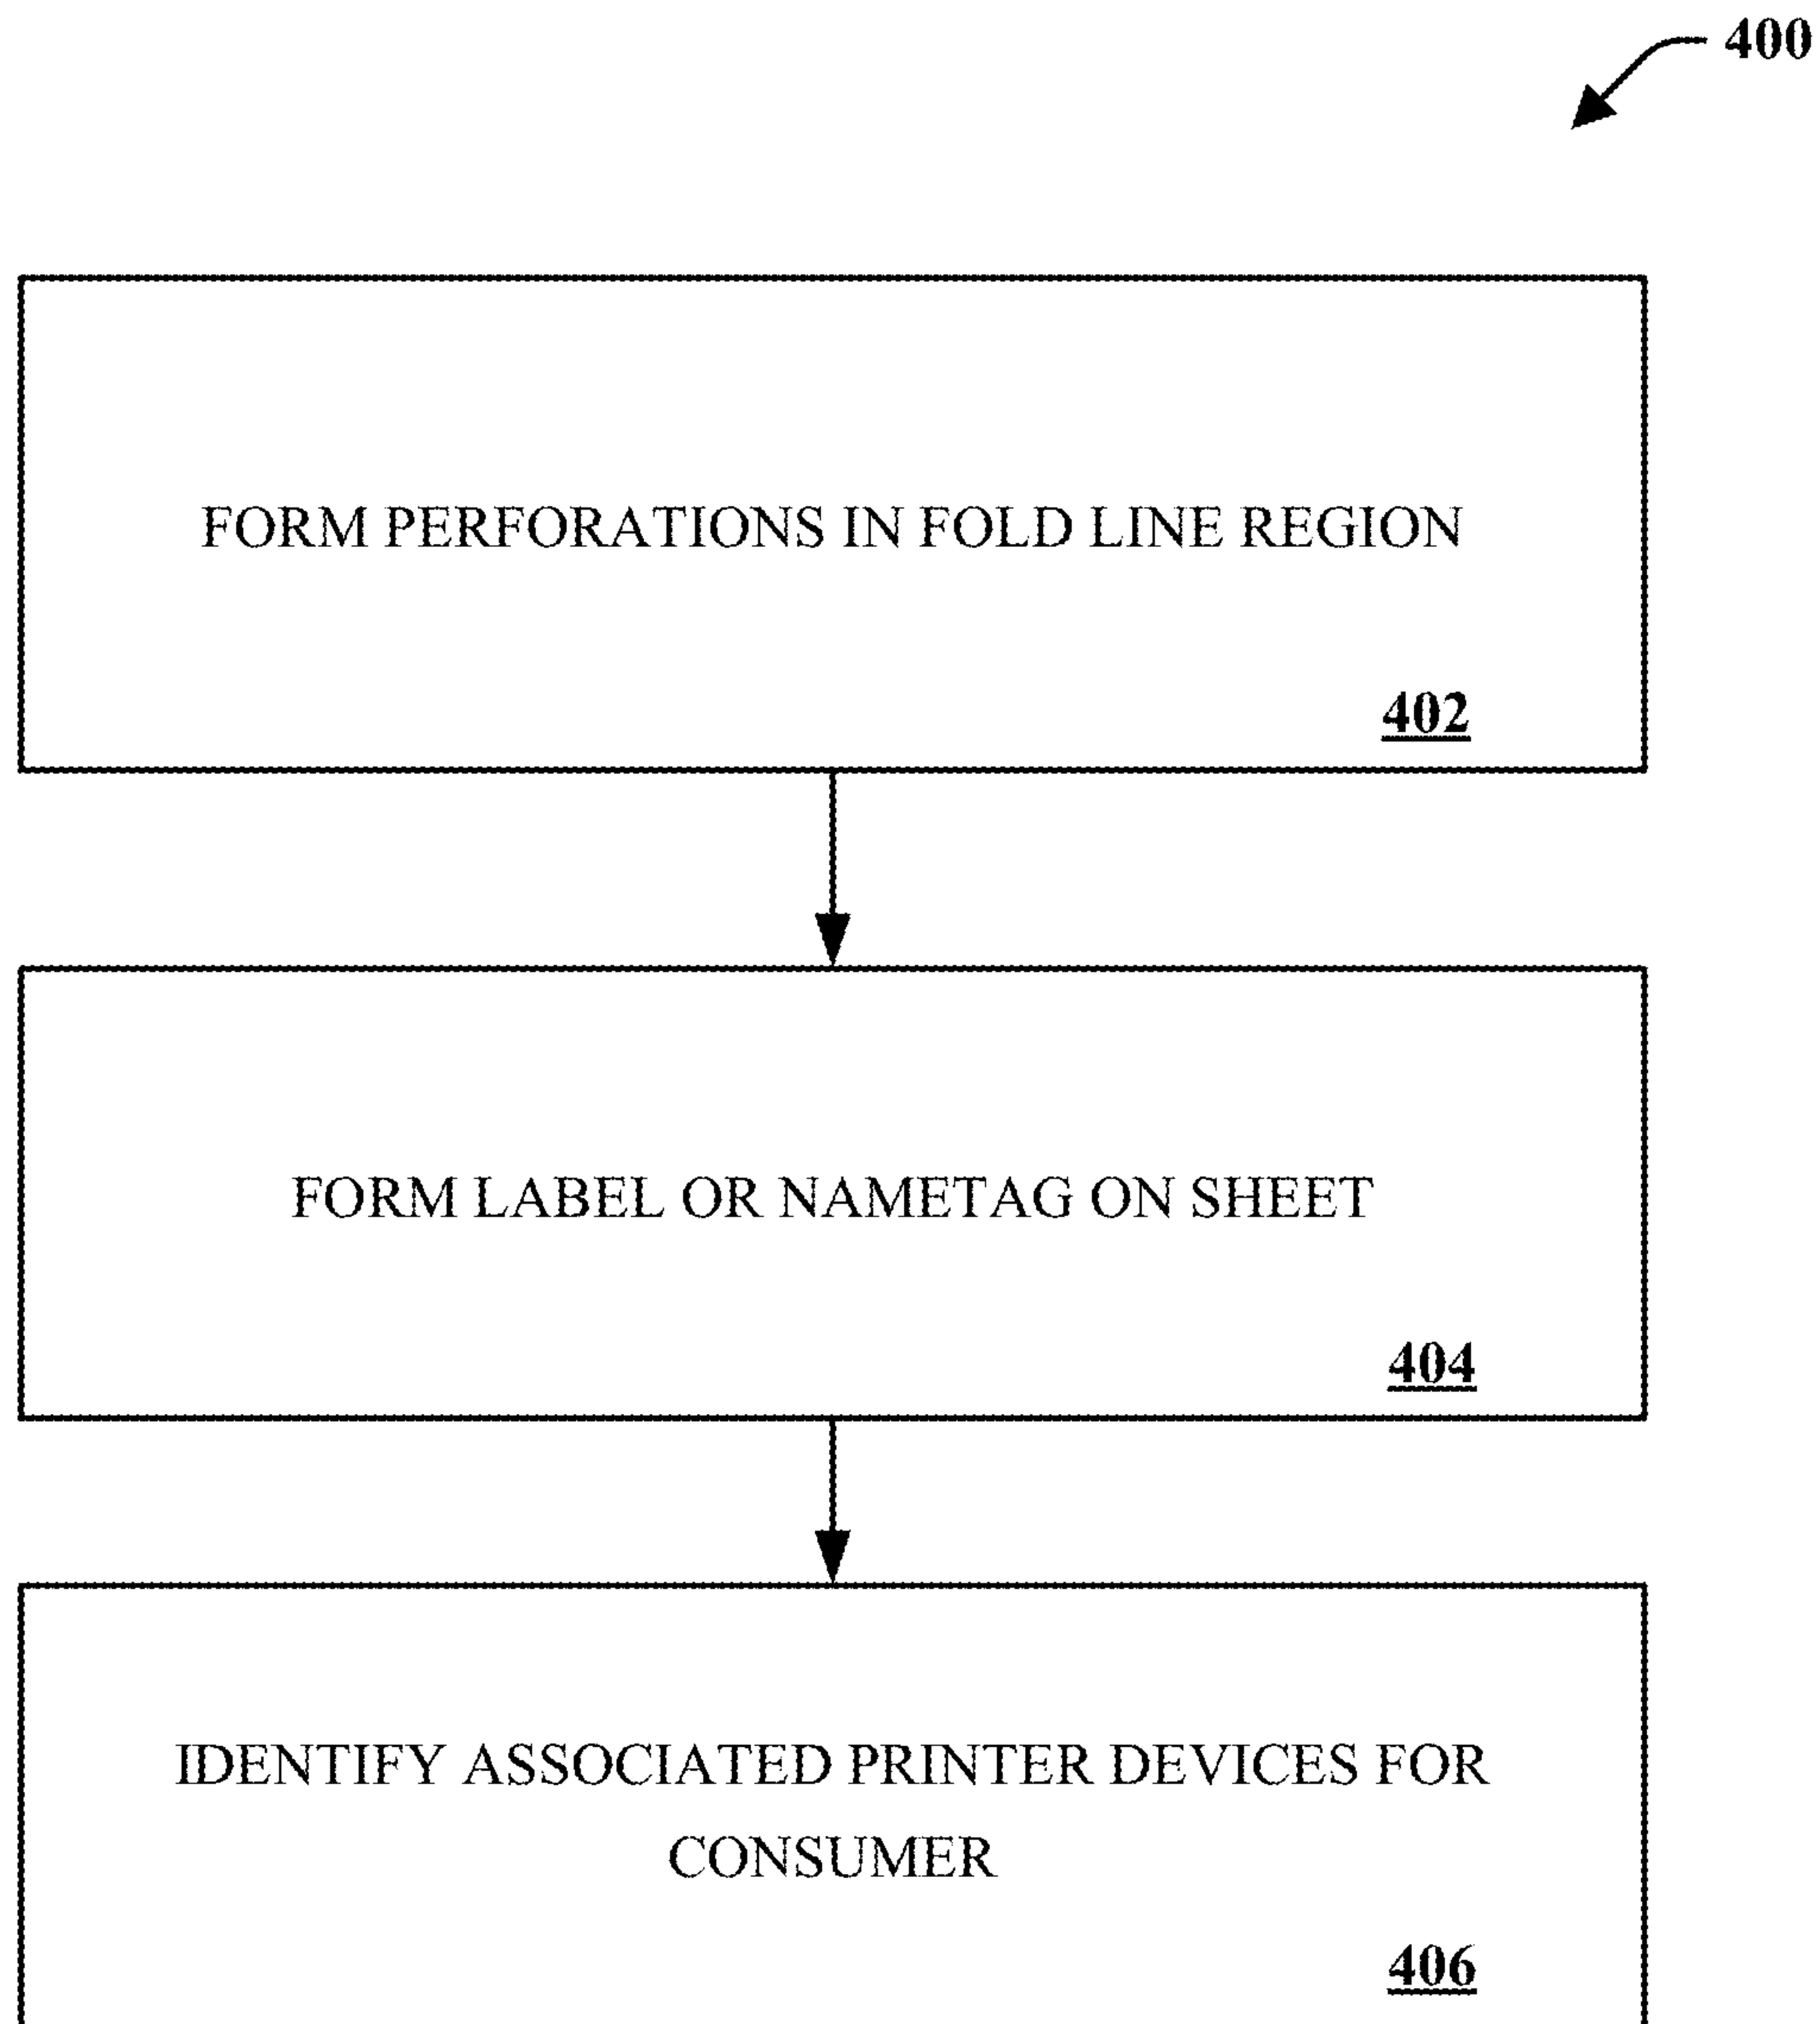 400
FORM PERFORATIONS IN FOLD LINE REGION
402
FORM LABEL OR NAMETAG ON SHEET
404
IDENTIFY ASSOCIATED PRINTER DEVICES FOR
CONSUMER
406